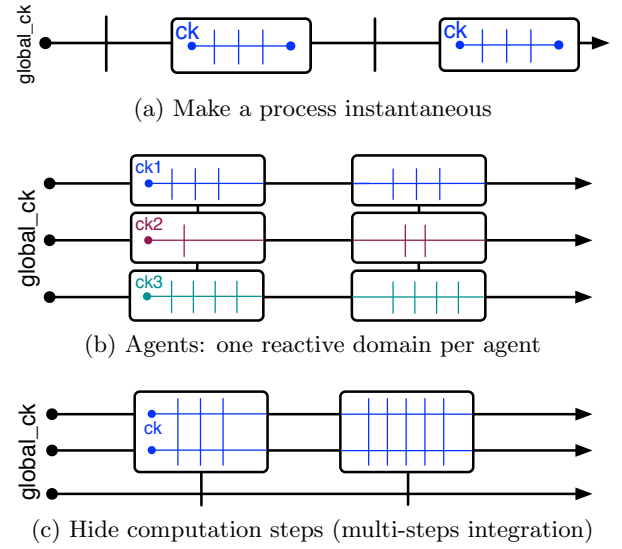 global_ck
ck
ck
(a) Make a process instantaneous
global_ck
ck1
ck2
ck3
(b) Agents: one reactive domain per agent
global_ck
ck
(c) Hide computation steps (multi-steps integration)